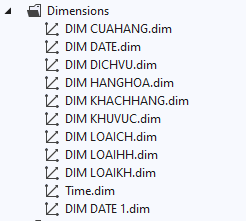 Dimensions
DIM CUAHANG.dim
DIM DATE.dim
DIM DICHVU.dim
DIM HANGHOA.dim
DIM KHACHHANG.dim
DIM KHUVUC.dim
DIM LOAICH.dim
DIM LOAIHH.dim
DIM LOAIKH.dim
Time.dim
DIM DATE 1.dim